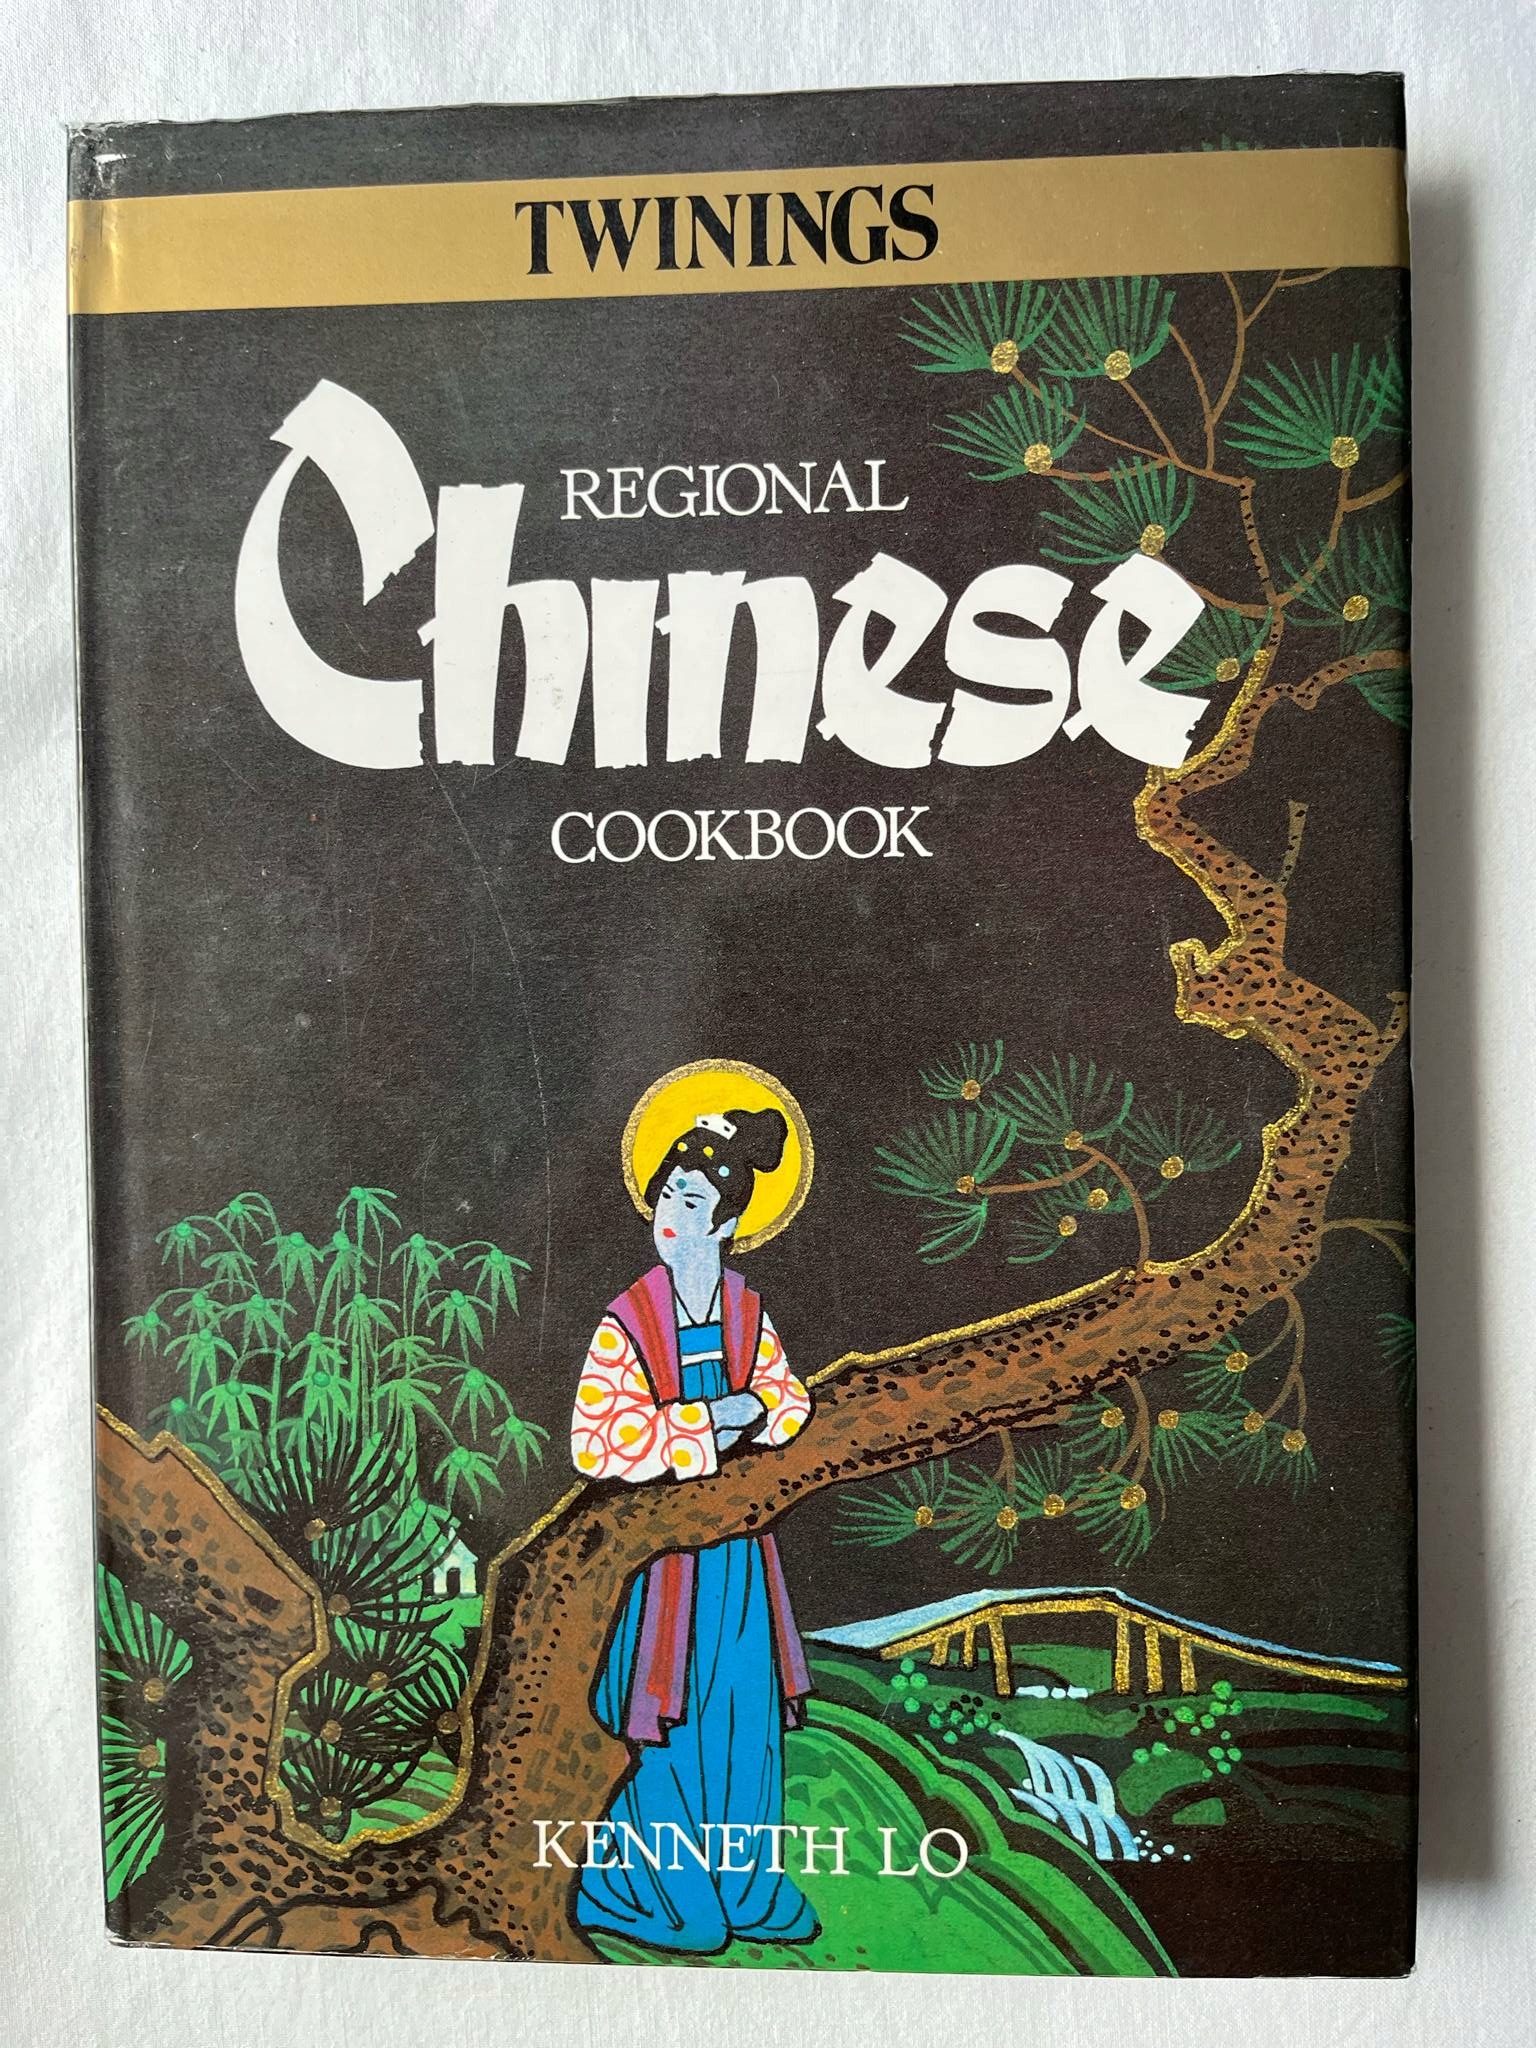 TWININGS
REGIONAL
Chinese
COOKBOOK
KENNETH LO